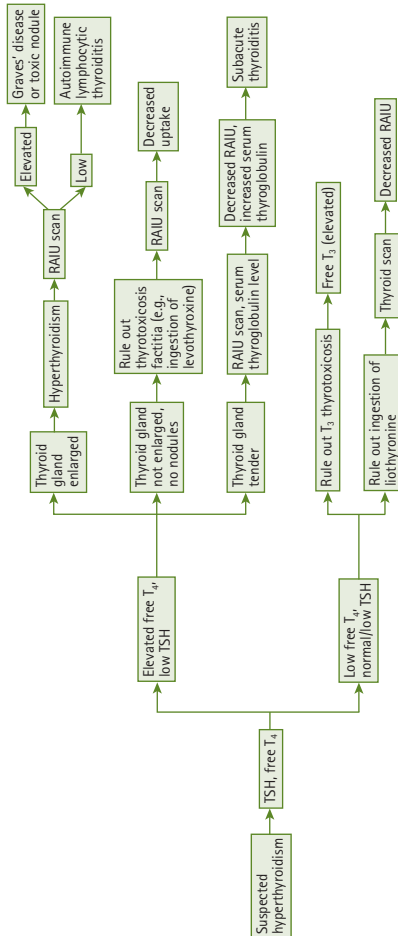 Suspected
hyperthyroidism
TSH, free T₄
Elevated free T₄,
low TSH
Thyroid
gland
enlarged
Hyperthyroidism
RAIU scan
Elevated
Graves' disease
or toxic nodule
Low
Autoimmune
lymphocytic
thyroiditis
Thyroid gland
not enlarged,
no nodules
Rule out
thyrotoxicosis
factitia (e.g.,
ingestion of
levothyroxine)
RAIU scan
Decreased
uptake
Thyroid gland
tender
RAIU scan, serum
thyroglobulin level
Decreased RAIU,
increased serum
thyroglobulin
Subacute
thyroiditis
Low free T₄,
normal/low TSH
Rule out T₃ thyrotoxicosis
Free T₃ (elevated)
Rule out ingestion of
liothyronine
Thyroid scan
Decreased RAIU